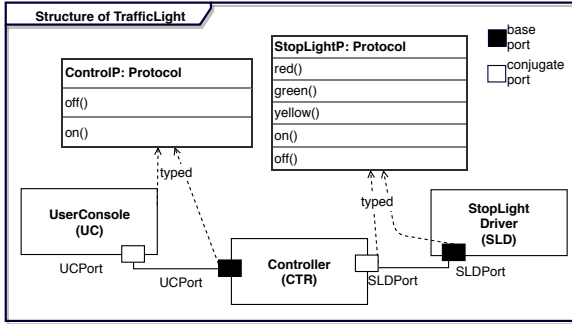 Structure of TrafficLight
base
port
conjugate
port
StopLightP: Protocol
red()
green()
yellow()
on()
off()
ControlP: Protocol
off()
on()
typed
typed
UserConsole
(UC)
StopLight
Driver
(SLD)
Controller
(CTR)
UCPort
UCPort
SLDPort
SLDPort